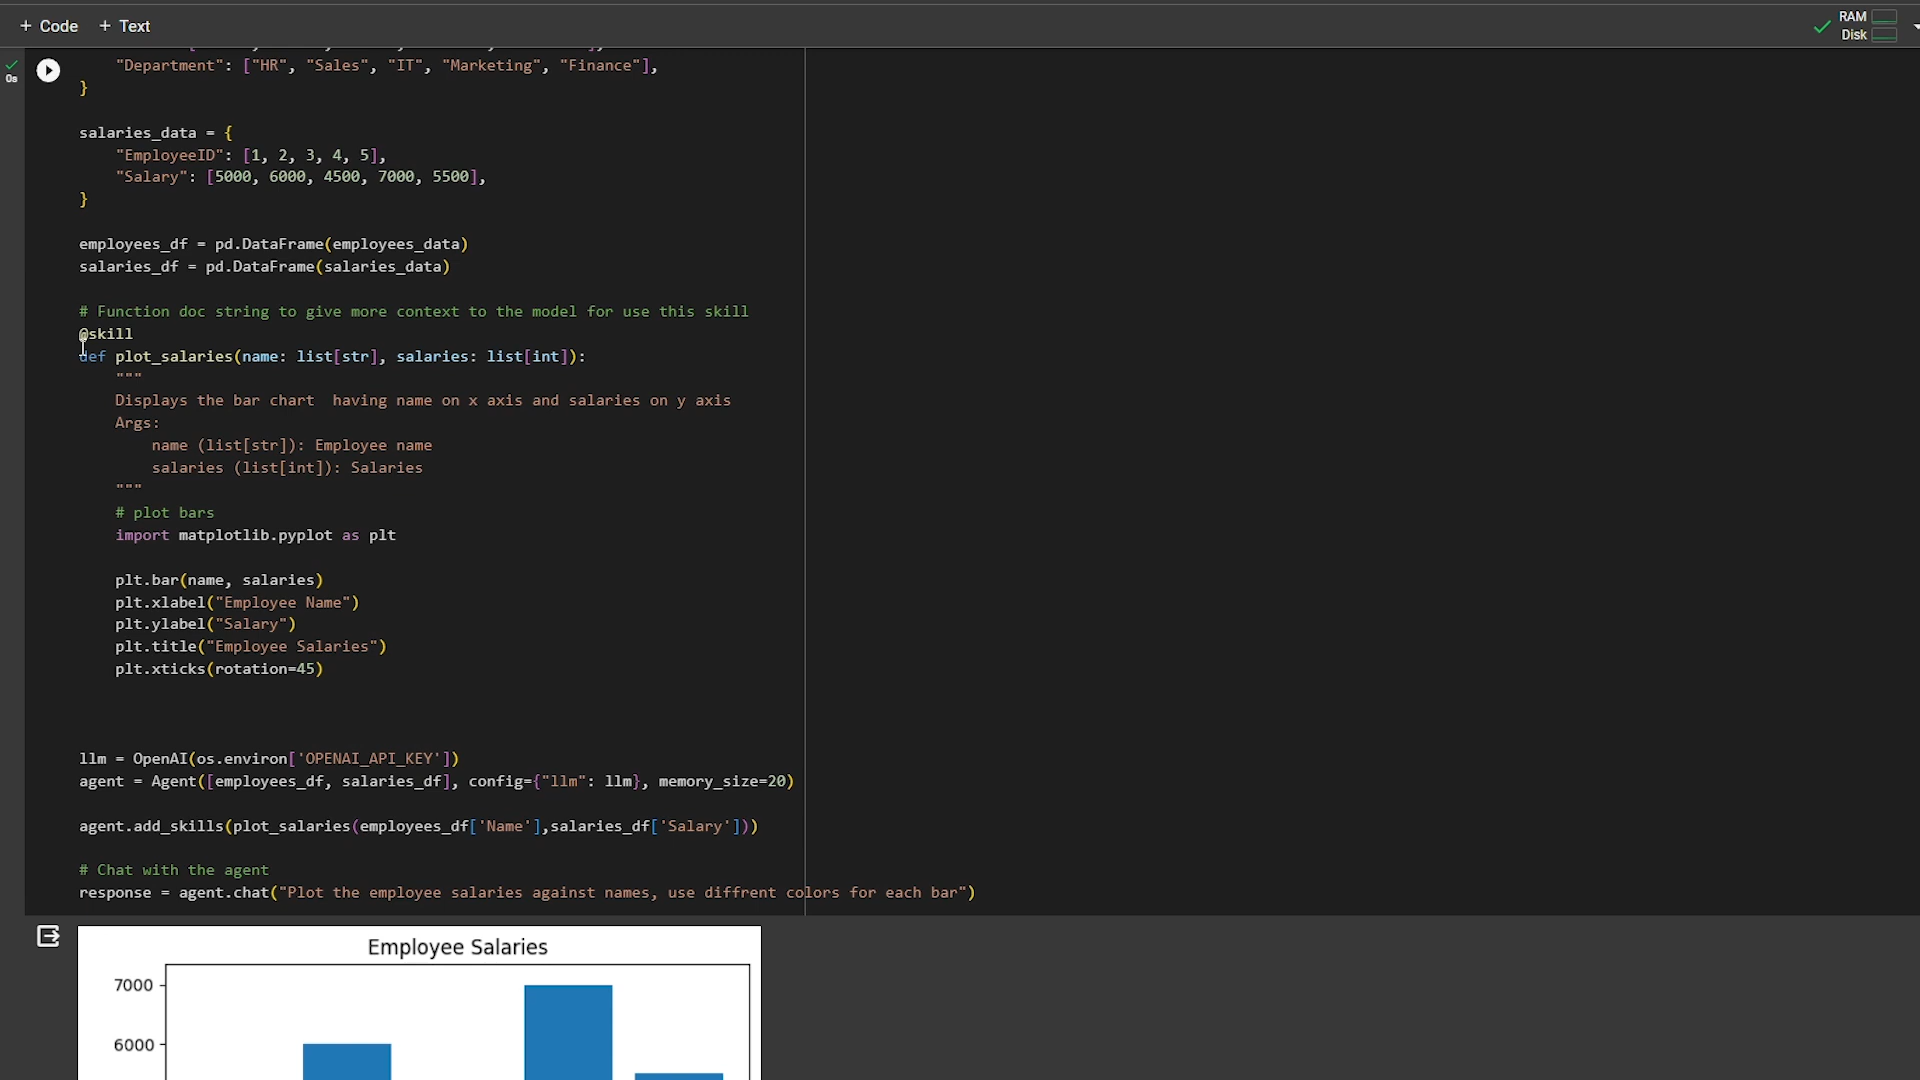 + Code + Text
RAM
Disk
0s
"Department": ["HR", "Sales", "IT", "Marketing", "Finance"],
}
salaries_data = {
"EmployeeID": [1, 2, 3, 4, 5],
"Salary": [5000, 6000, 4500, 7000, 5500],
}
employees_df = pd.DataFrame(employees_data)
salaries_df = pd.DataFrame(salaries_data)
# Function doc string to give more context to the model for use this skill
@skill
def plot_salaries(name: list[str], salaries: list[int]):
"""
Displays the bar chart  having name on x axis and salaries on y axis
Args:
name (list[str]): Employee name
salaries (list[int]): Salaries
"""
# plot bars
import matplotlib.pyplot as plt
plt.bar(name, salaries)
plt.xlabel("Employee Name")
plt.ylabel("Salary")
plt.title("Employee Salaries")
plt.xticks(rotation=45)
llm = OpenAI(os.environ['OPENAI_API_KEY'])
agent = Agent([employees_df, salaries_df], config={"llm": llm}, memory_size=20)
agent.add_skills(plot_salaries(employees_df['Name'],salaries_df['Salary']))
# Chat with the agent
response = agent.chat("Plot the employee salaries against names, use diffrent colors for each bar")
Employee Salaries
7000
6000